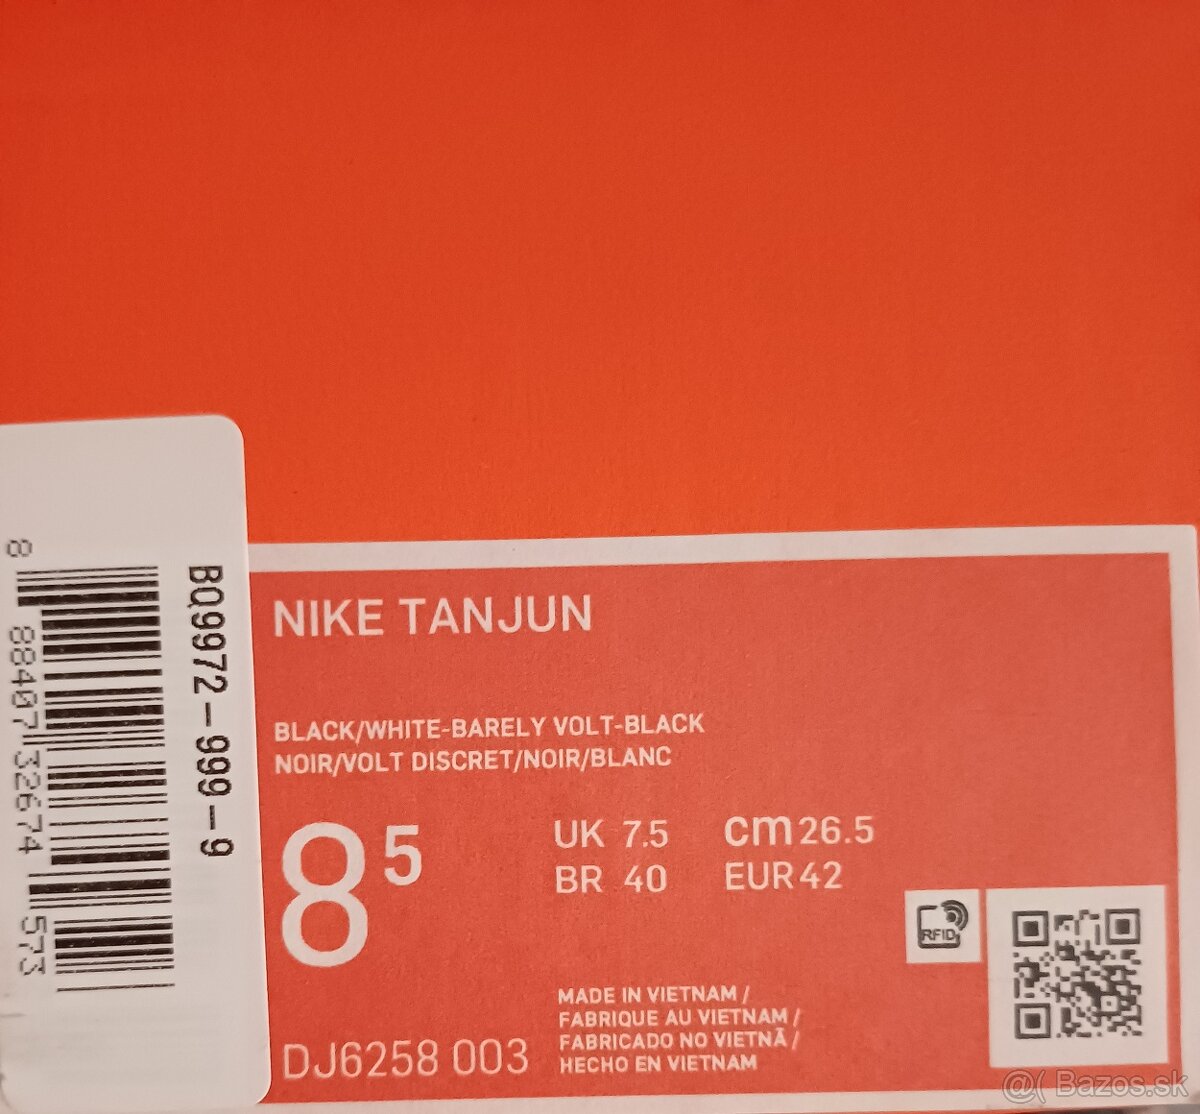 8
88407 32674
573
BQ9972-999-9
NIKE TANJUN
BLACK/WHITE-BARELY VOLT-BLACK
NOIR/VOLT DISCRET/NOIR/BLANC
8 5
UK 7.5 cm 26.5
BR 40 EUR 42
RFID
MADE IN VIETNAM /
FABRIQUE AU VIETNAM /
FABRICADO NO VIETNÃ /
HECHO EN VIETNAM
DJ6258 003
@( Bazos.sk